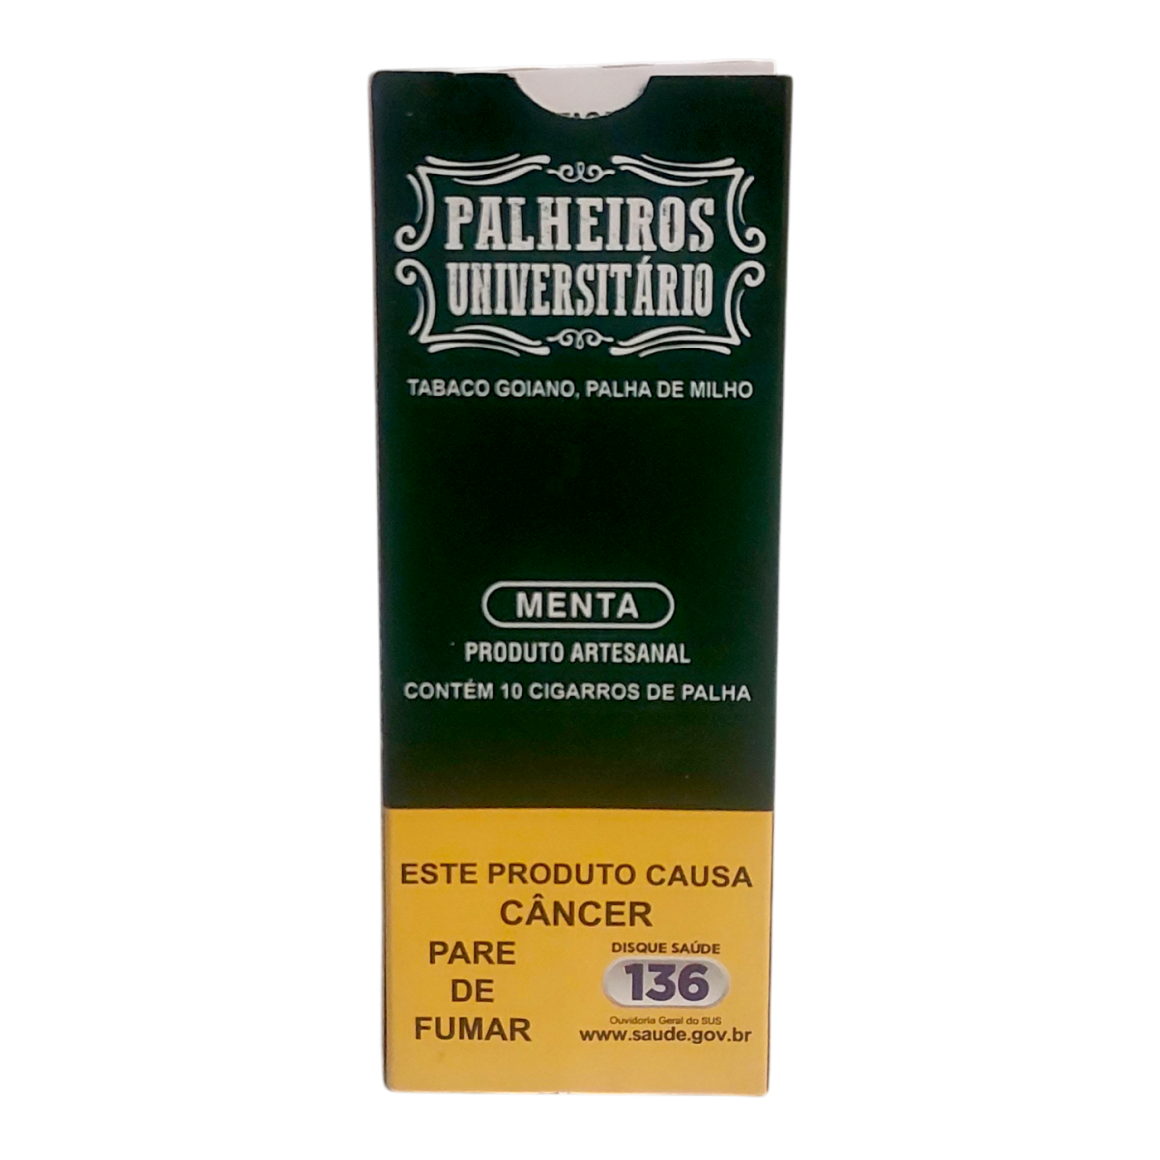 PALHEIROS
UNIVERSITÁRIO
TABACO GOIANO, PALHA DE MILHO
MENTA
PRODUTO ARTESANAL
CONTÉM 10 CIGARROS DE PALHA
ESTE PRODUTO CAUSA
CÂNCER
PARE
DE
FUMAR
DISQUE SAÚDE
136
Ouvidoria Geral do SUS
www.saude.gov.br